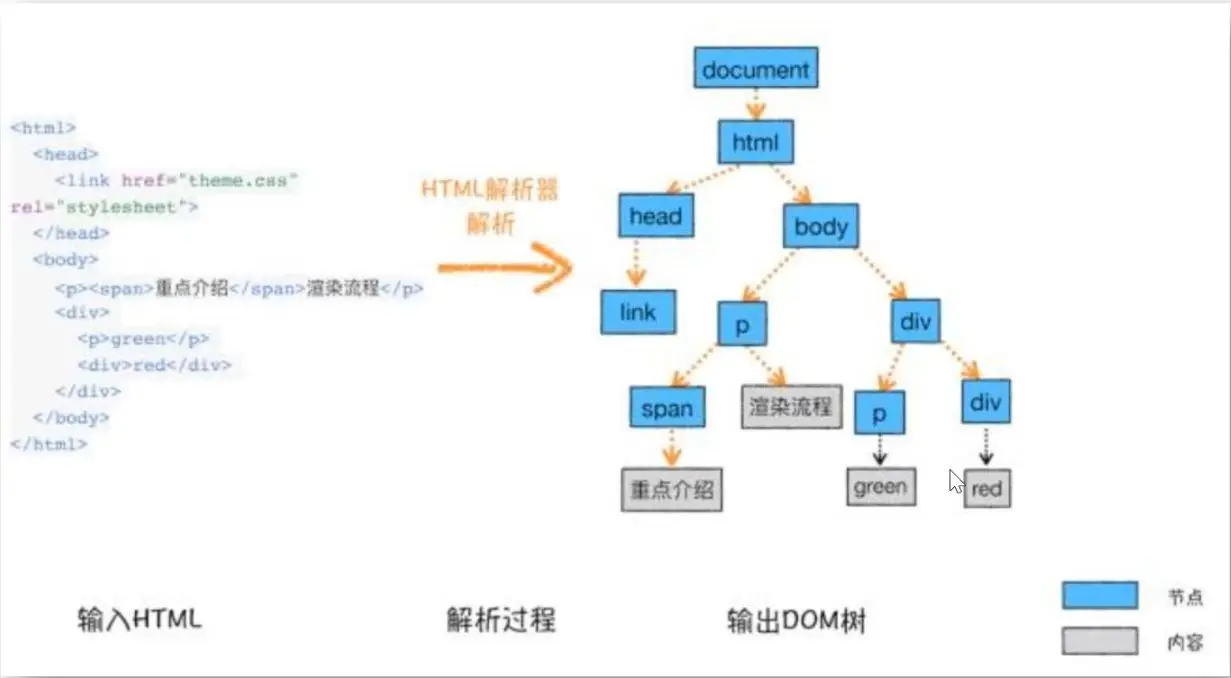 <html>
<head>
<link href="theme.css"
rel="stylesheet">
</head>
<body>
<p><span>重点介绍</span>渲染流程</p>
<div>
<p>green</p>
<div>red</div>
</div>
</body>
</html>
HTML解析器
解析
document
html
head
body
link
p
div
span
渲染流程
p
div
重点介绍
green
red
输入HTML
解析过程
输出DOM树
节点
内容